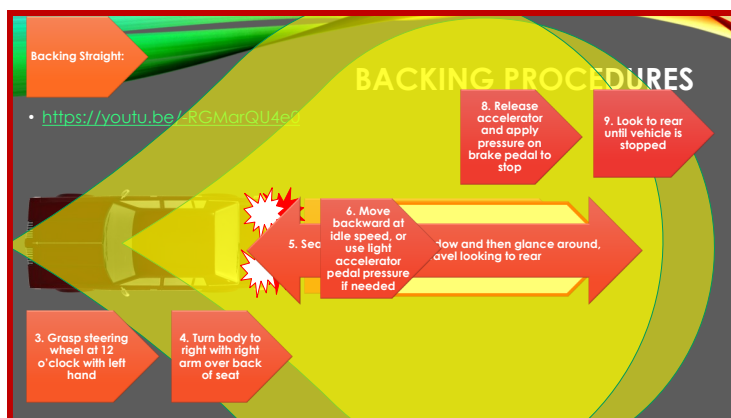 Backing Straight:
BACKING PROCEDURES
• https://youtu.be/-RGMarQU4e0
8. Release
accelerator
and apply
pressure on
brake pedal to
stop
9. Look to rear
until vehicle is
stopped
6. Move
backward at
idle speed, or
use light
accelerator
pedal pressure
if needed
5. and then glance around,
looking to rear
3. Grasp steering
wheel at 12
o'clock with left
hand
4. Turn body to
right with right
arm over back
of seat